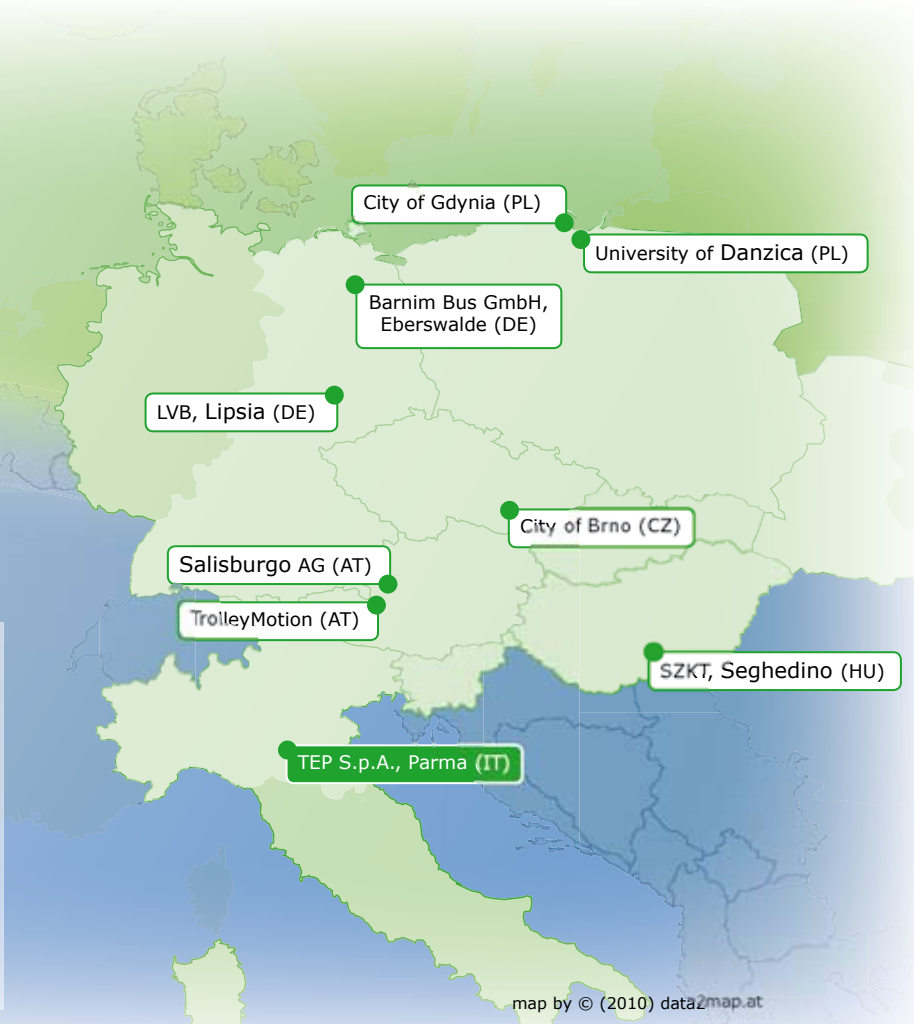 City of Gdynia (PL)
University of Danzica (PL)
Barnim Bus GmbH,
Eberswalde (DE)
LVB, Lipsia (DE)
City of Brno (CZ)
Salisburgo AG (AT)
TrolleyMotion (AT)
SZKT, Seghedino (HU)
TEP S.p.A., Parma (IT)
map by © (2010) data2map.at